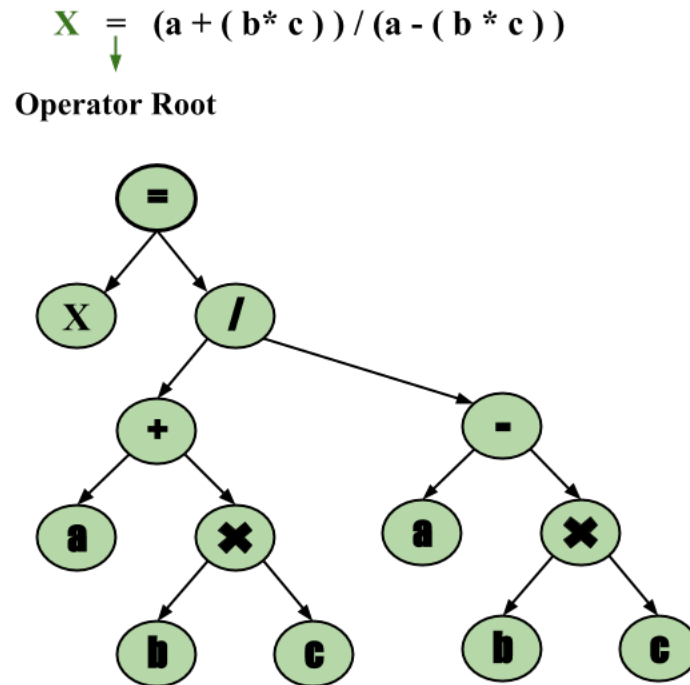 X = (a + ( b* c ) ) / (a - ( b * c ) )
Operator Root
=
X /
+ -
a × a ×
b c b c